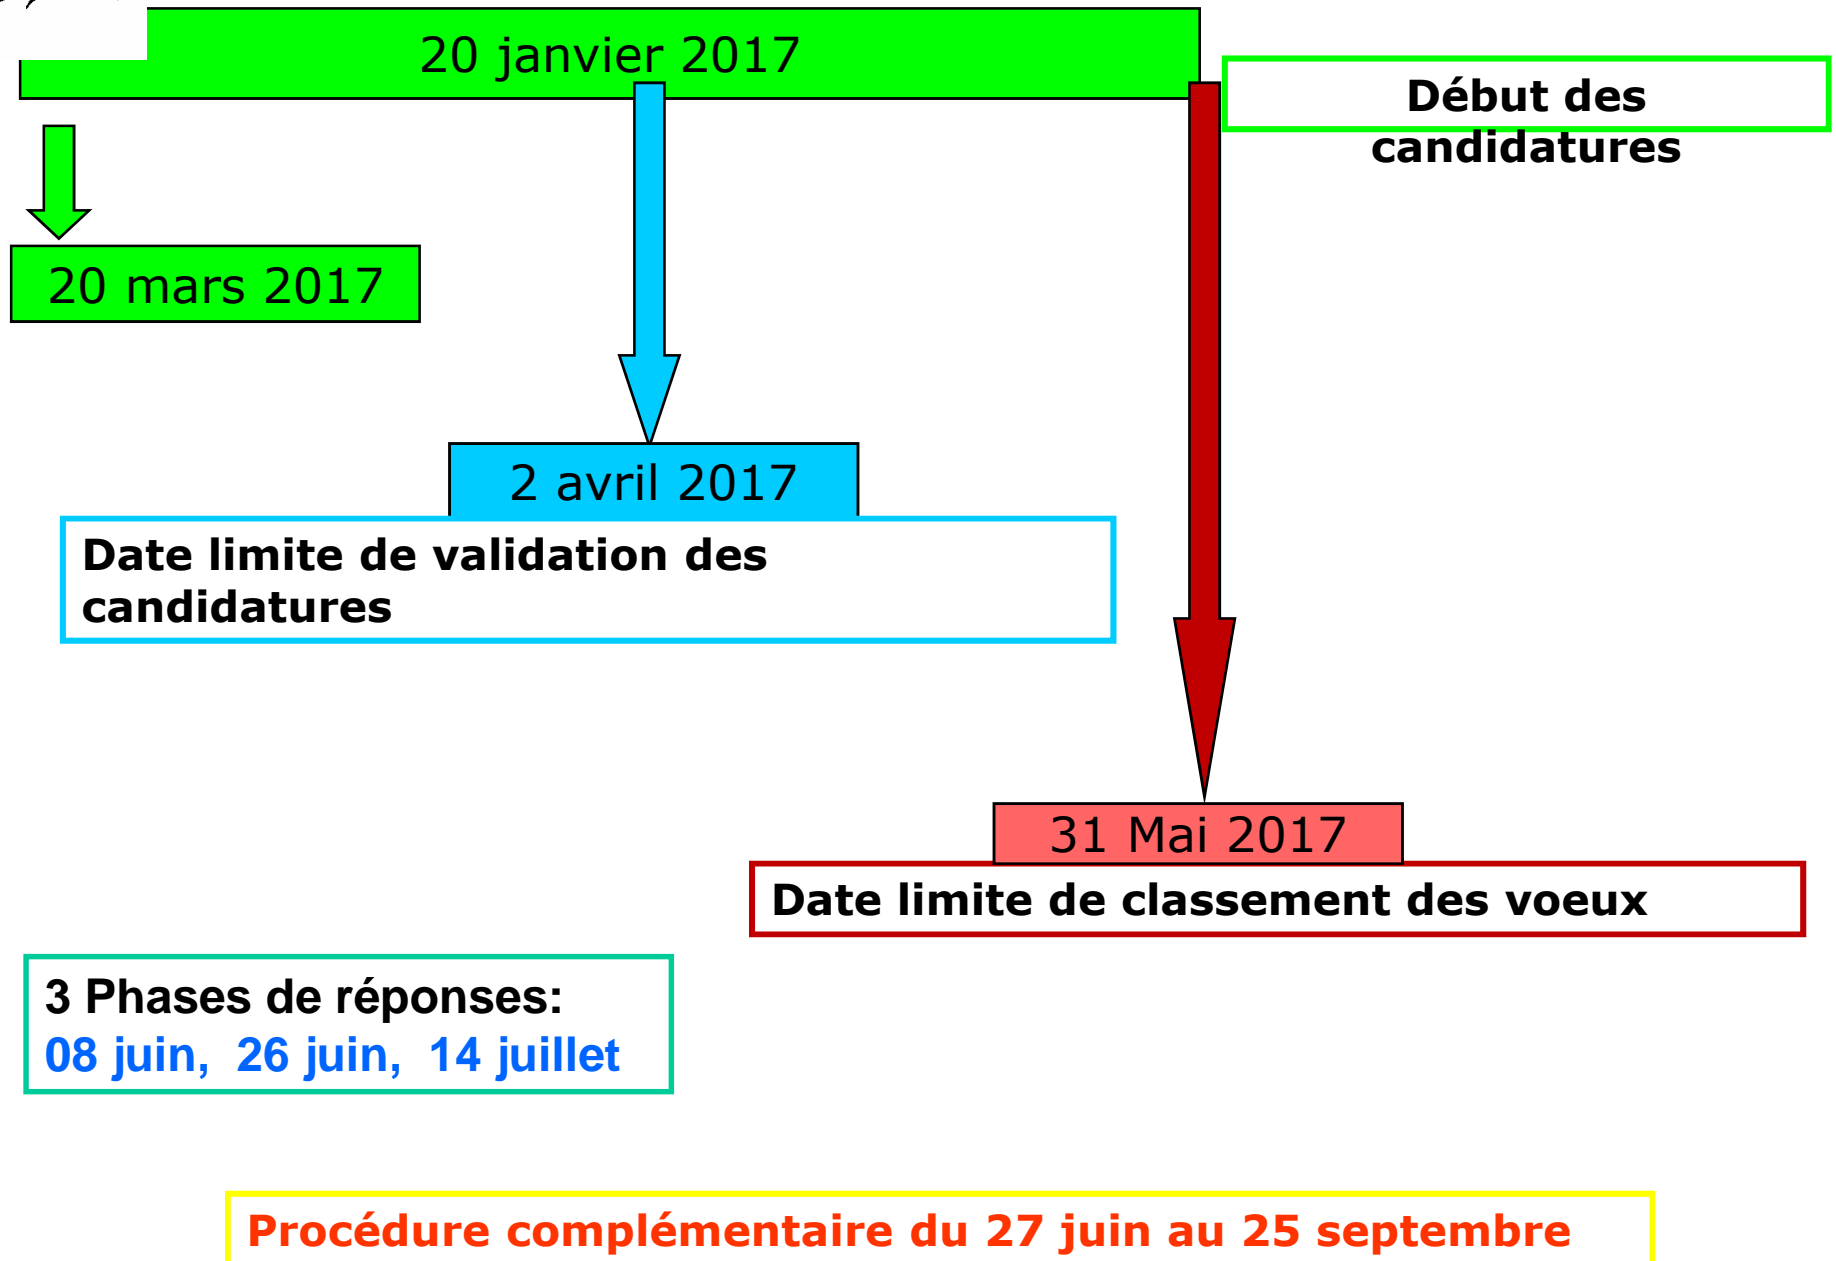 20 janvier 2017
Début des
candidatures
20 mars 2017
2 avril 2017
Date limite de validation des
candidatures
31 Mai 2017
Date limite de classement des voeux
3 Phases de réponses:
08 juin, 26 juin, 14 juillet
Procédure complémentaire du 27 juin au 25 septembre